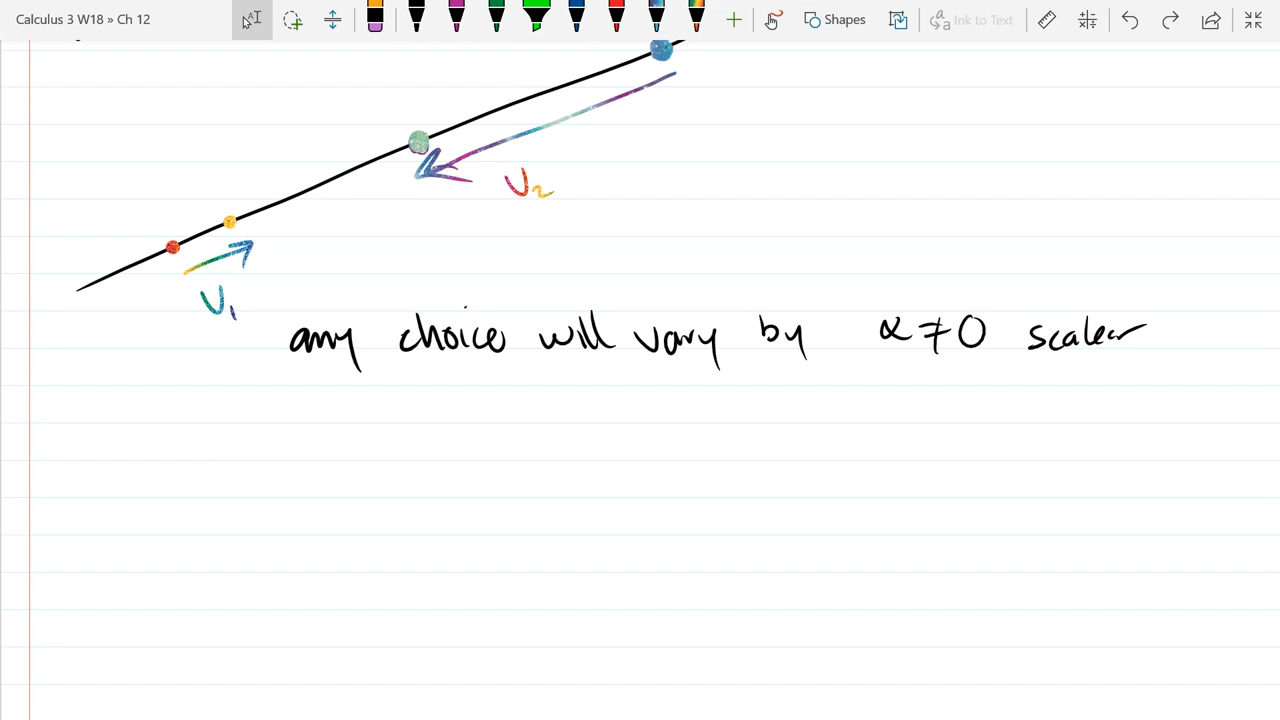 Calculus 3 W18 » Ch 12
Shapes
Ink to Text
V2
V1
any choice will vary by α≠0 scaler